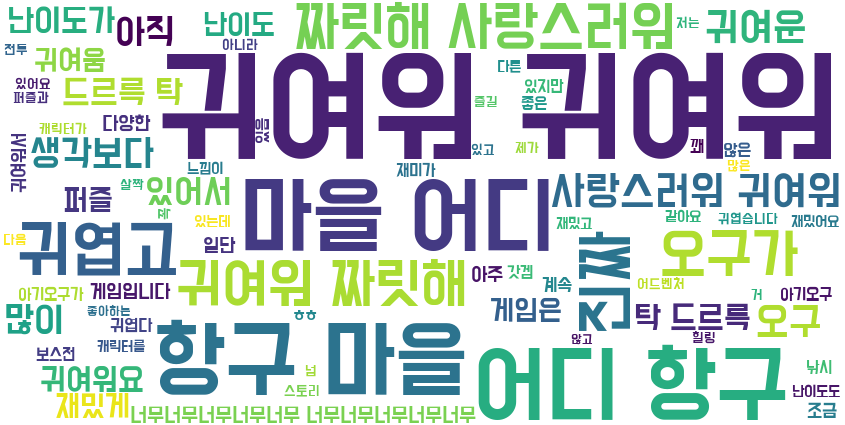 난이도가
아직
난이도
아니라
짜릿해 사랑스러워
저는
귀여운
전투
귀여움
있어요
퍼즐과
드르륵 탁
귀여워 귀여워
다른
있지만
즐길
좋은
캐릭터가
다양한
있고
제가
꽤
않은
많은
귀여워서
생각보다
느낌이
재미가
살짝
퍼즐
있어서
마을 어디
사랑스러워 귀여워
있는데
같아요
귀엽습니다
재밌어요
재밌고
다음
귀엽고
일단
진짜
오구가
귀여워 짜릿해
아주
갓겜
계속
어드벤처
아기오구가
게임입니다
거
아기오구
많이
좋아하는
귀엽다
ㅎㅎ
게임은
탁 드르륵
오구
항구 마을
않고
힐링
보스전
캐릭터를
어디 항구
귀여워요
넘
스토리
낚시
난이도도
재밌게
너무너무너무너무너무 너무너무너무너무너무
조금